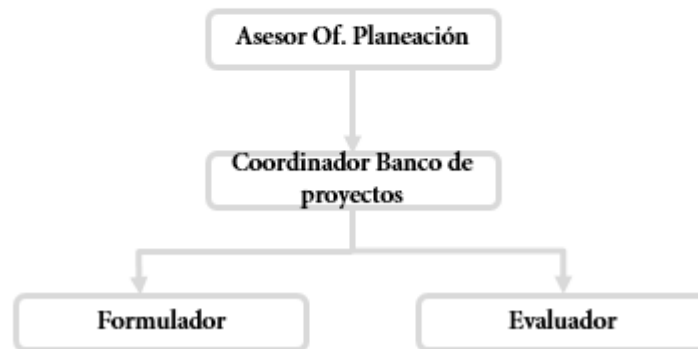 Asesor Of. Planeación
Coordinador Banco de
proyectos
Formulador
Evaluador